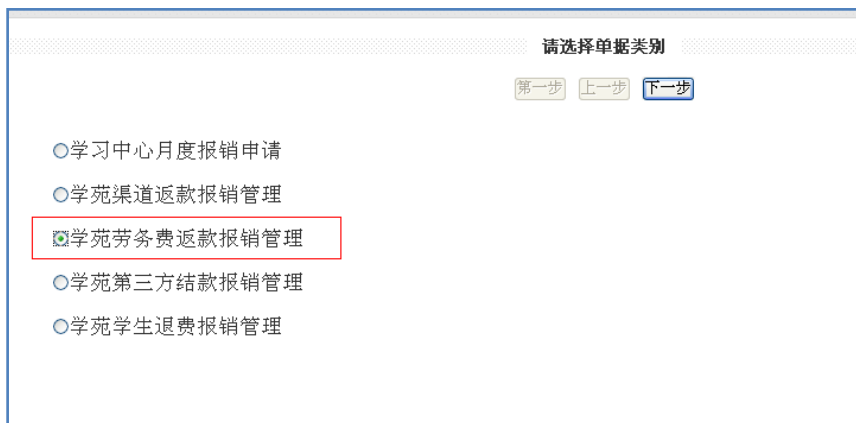 请选择单据类别
第一步 上一步 下一步
学习中心月度报销申请
学苑渠道返款报销管理
学苑劳务费返款报销管理
学苑第三方结款报销管理
学苑学生退费报销管理